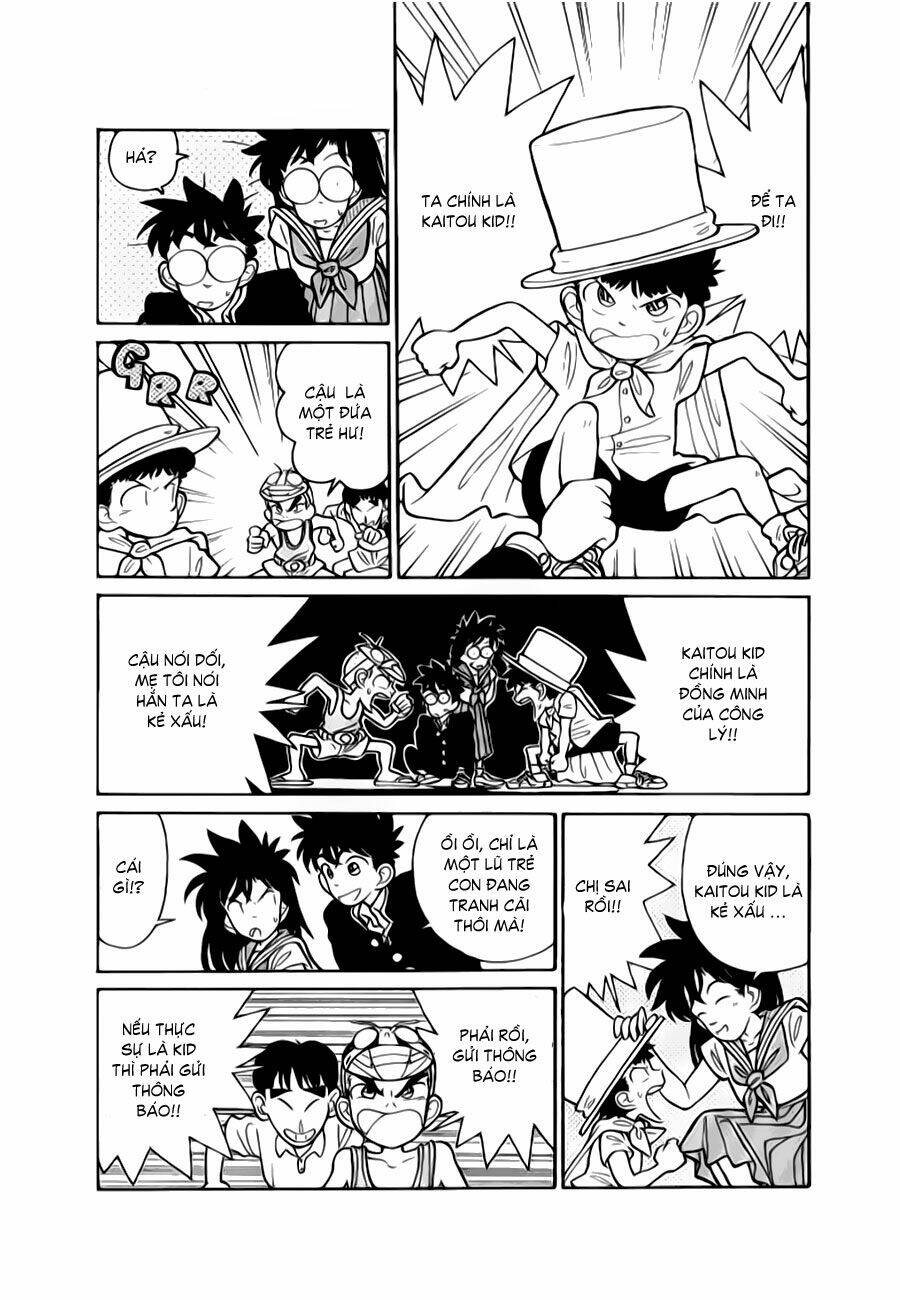 ĐỂ TA
ĐI!!
TA CHÍNH LÀ
KAITOU KID!!
HẢ?
GRR
CẬU LÀ
MỘT ĐỨA
TRẺ HƯ!
KAITOU KID
CHÍNH LÀ
ĐỒNG MINH
CỦA CÔNG
LÝ!!
CẬU NÓI DỐI,
MẸ TÔI NÓI
HẮN TA LÀ
KẺ XẤU!
ĐÚNG VẬY,
KAITOU KID LÀ
KẺ XẤU ...
CHỊ SAI
RỒI!!
ỒI ỒI, CHỈ LÀ
MỘT LŨ TRẺ
CON ĐANG
TRANH CÃI
THÔI MÀ!
CÁI
GÌ!?
PHẢI RỒI,
GỬI THÔNG
BÁO!!
NẾU THỰC
SỰ LÀ KID
THÌ PHẢI GỬI
THÔNG
BÁO!!